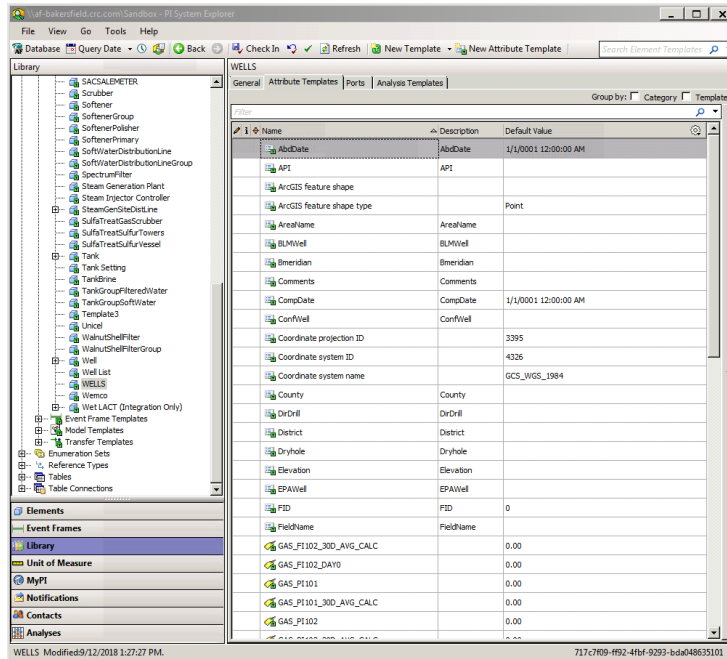 \\af-bakersfield.crc.com\Sandbox - PI System Explorer
File View Go Tools Help
Database Query Date Back Check In Refresh New Template New Attribute Template Search Element Templates
Library
SACSALEMETER
Scrubber
Softener
SoftenerGroup
SoftenerPolisher
SoftenerPrimary
SoftWaterDistributionLine
SoftWaterDistributionLineGroup
SpectrumFilter
Steam Generation Plant
Steam Injector Controller
SteamGenSiteDistLine
SulfaTreatGasScrubber
SulfaTreatSulfurTowers
SulfaTreatSulfurVessel
Tank
Tank Setting
TankBrine
TankGroupFilteredWater
TankGroupSoftWater
Template3
Unicel
WalnutShellFilter
WalnutShellFilterGroup
Well
Well List
WELLS
Wemco
Wet LACT (Integration Only)
Event Frame Templates
Model Templates
Transfer Templates
Enumeration Sets
Reference Types
Tables
Table Connections
Elements
Event Frames
Library
Unit of Measure
MyPI
Notifications
Contacts
Analyses
WELLS
General Attribute Templates Ports Analysis Templates
Group by: Category Template
Filter
Name Description Default Value
AbdDate AbdDate 1/1/0001 12:00:00 AM
API API
ArcGIS feature shape
ArcGIS feature shape type Point
AreaName AreaName
BLMWell BLMWell
Bmeridian Bmeridian
Comments Comments
CompDate CompDate 1/1/0001 12:00:00 AM
ConfWell ConfWell
Coordinate projection ID 3395
Coordinate system ID 4326
Coordinate system name GCS_WGS_1984
County County
DirDrill DirDrill
District District
Dryhole Dryhole
Elevation Elevation
EPAWell EPAWell
FID FID 0
FieldName FieldName
GAS_FI102_30D_AVG_CALC 0.00
GAS_FI102_DAY0 0.00
GAS_PI101 0.00
GAS_PI101_30D_AVG_CALC 0.00
GAS_PI102 0.00
WELLS Modified:9/12/2018 1:27:27 PM. 717c7f09-ff92-4fbf-9293-bda048635101